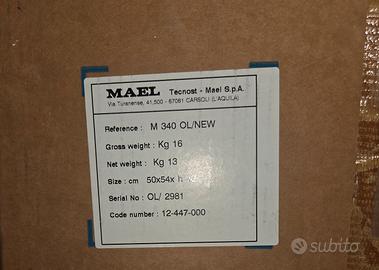 MAEL Tecnost - Mael S.p.A.
Via Turanense, 41,500 - 67061 CARSOLI (L'AQUILA)
Reference : M 340 OL/NEW
Gross weight : Kg 16
Net weight : Kg 13
Size : cm 50x54x h
Serial No : OL/ 2981
Code number : 12-447-000
subito